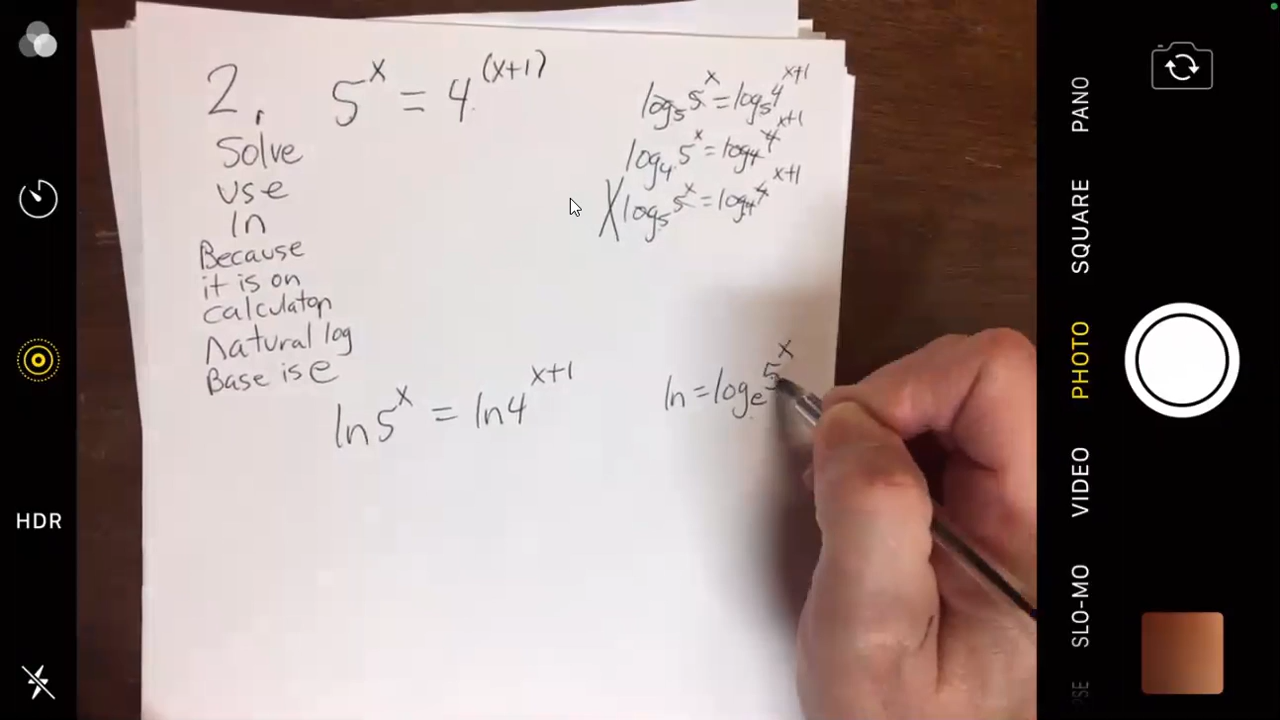 2. 5^x = 4^(x+1)
Solve
use
ln
Because
it is on
calculator
Natural log
Base is e
log₅ 5^x = log₅ 4^x+1
log₄ 5^x = log₄ 4^x+1
X log₅ 5^x = log₄ 4^x+1
ln 5^x = ln 4^x+1
ln = logₑ 5^x
HDR
PANO
SQUARE
PHOTO
VIDEO
SLO-MO